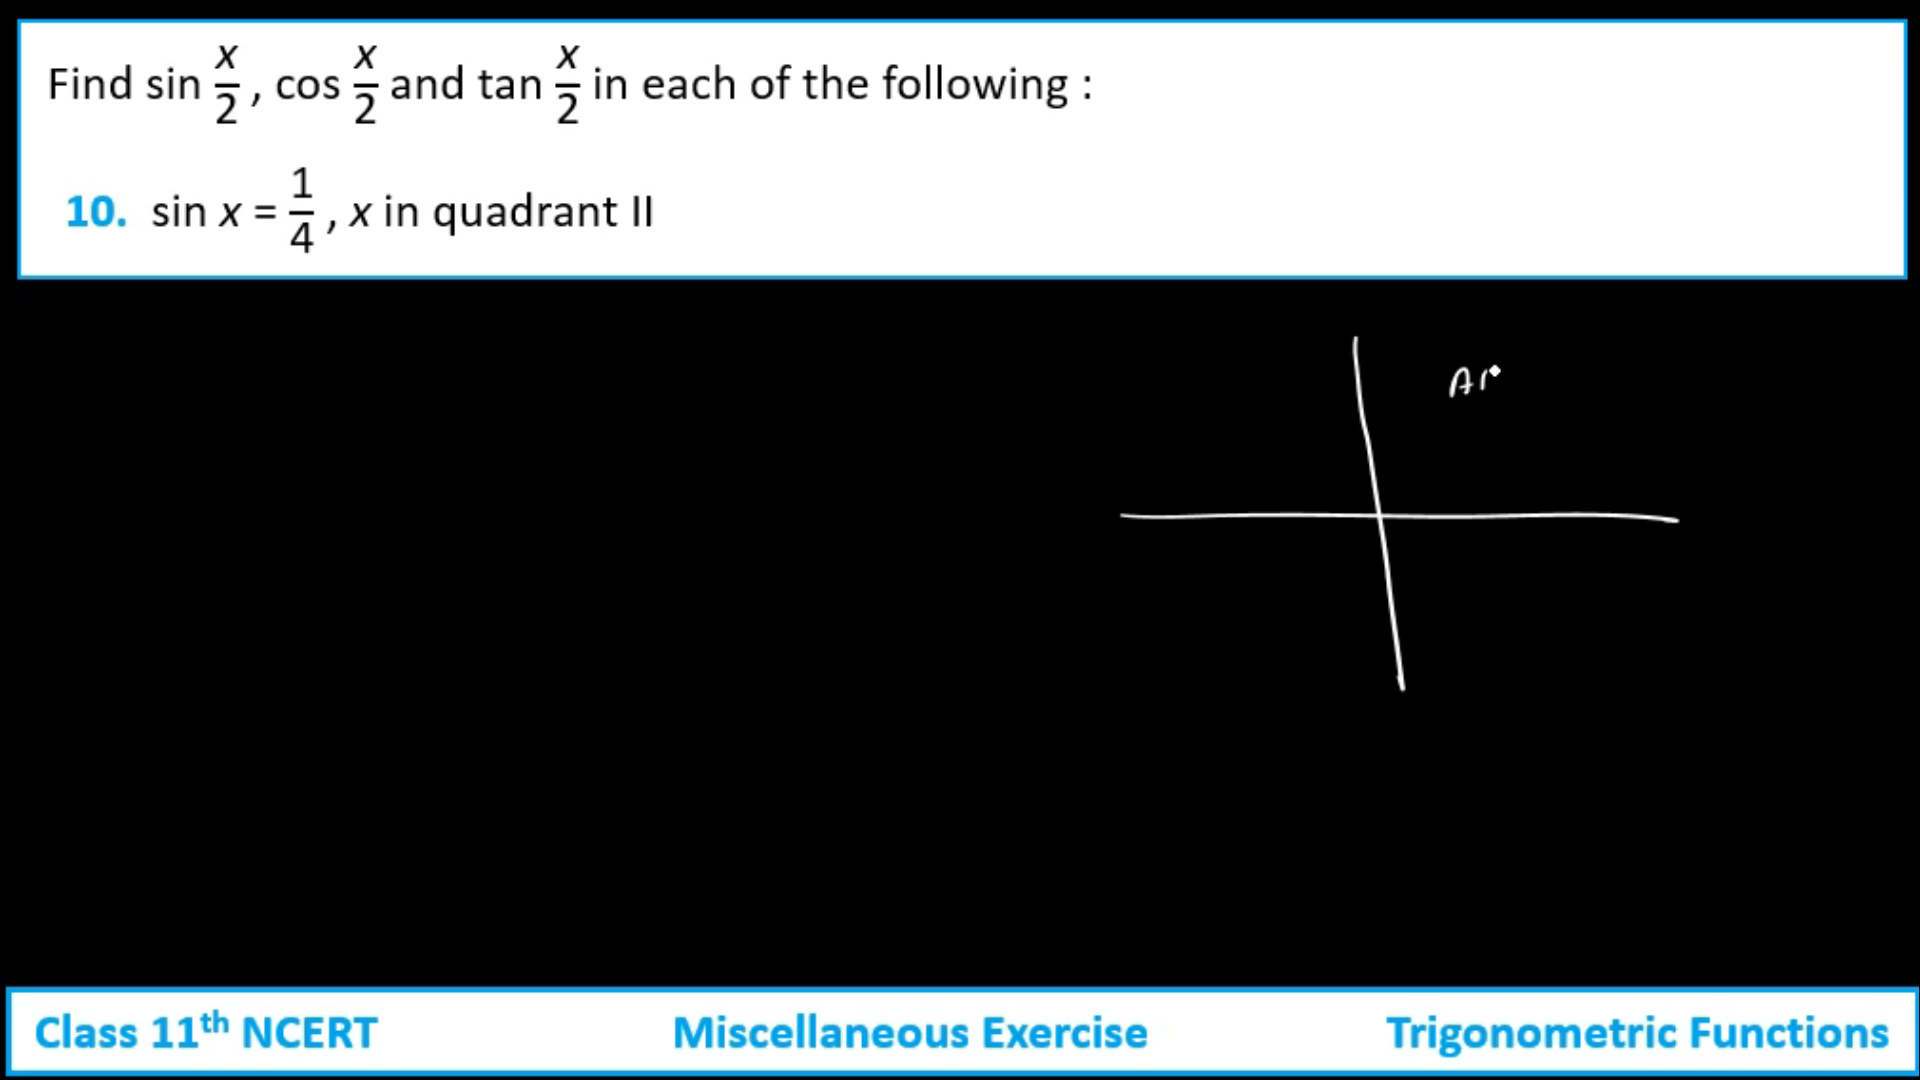 Find sin x/2 , cos x/2 and tan x/2 in each of the following :
10. sin x = 1/4 , x in quadrant II
Class 11th NCERT
Miscellaneous Exercise
Trigonometric Functions